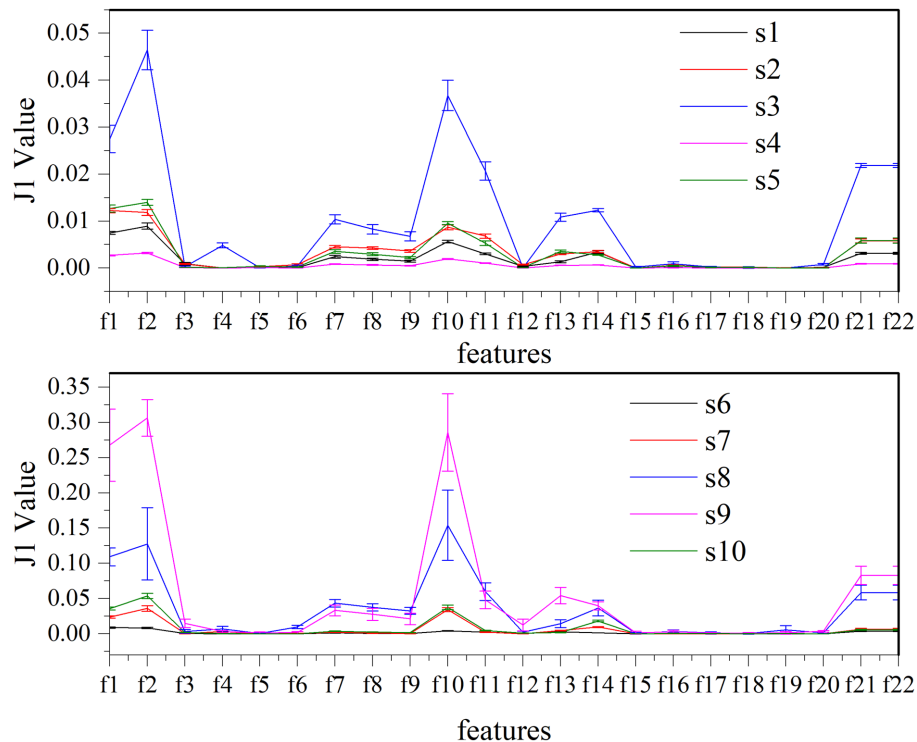 0.05
0.04
0.03
0.02
0.01
0.00
J1 Value
s1
s2
s3
s4
s5
f1 f2 f3 f4 f5 f6 f7 f8 f9 f10 f11 f12 f13 f14 f15 f16 f17 f18 f19 f20 f21 f22
features
0.35
0.30
0.25
0.20
0.15
0.10
0.05
0.00
J1 Value
s6
s7
s8
s9
s10
f1 f2 f3 f4 f5 f6 f7 f8 f9 f10 f11 f12 f13 f14 f15 f16 f17 f18 f19 f20 f21 f22
features